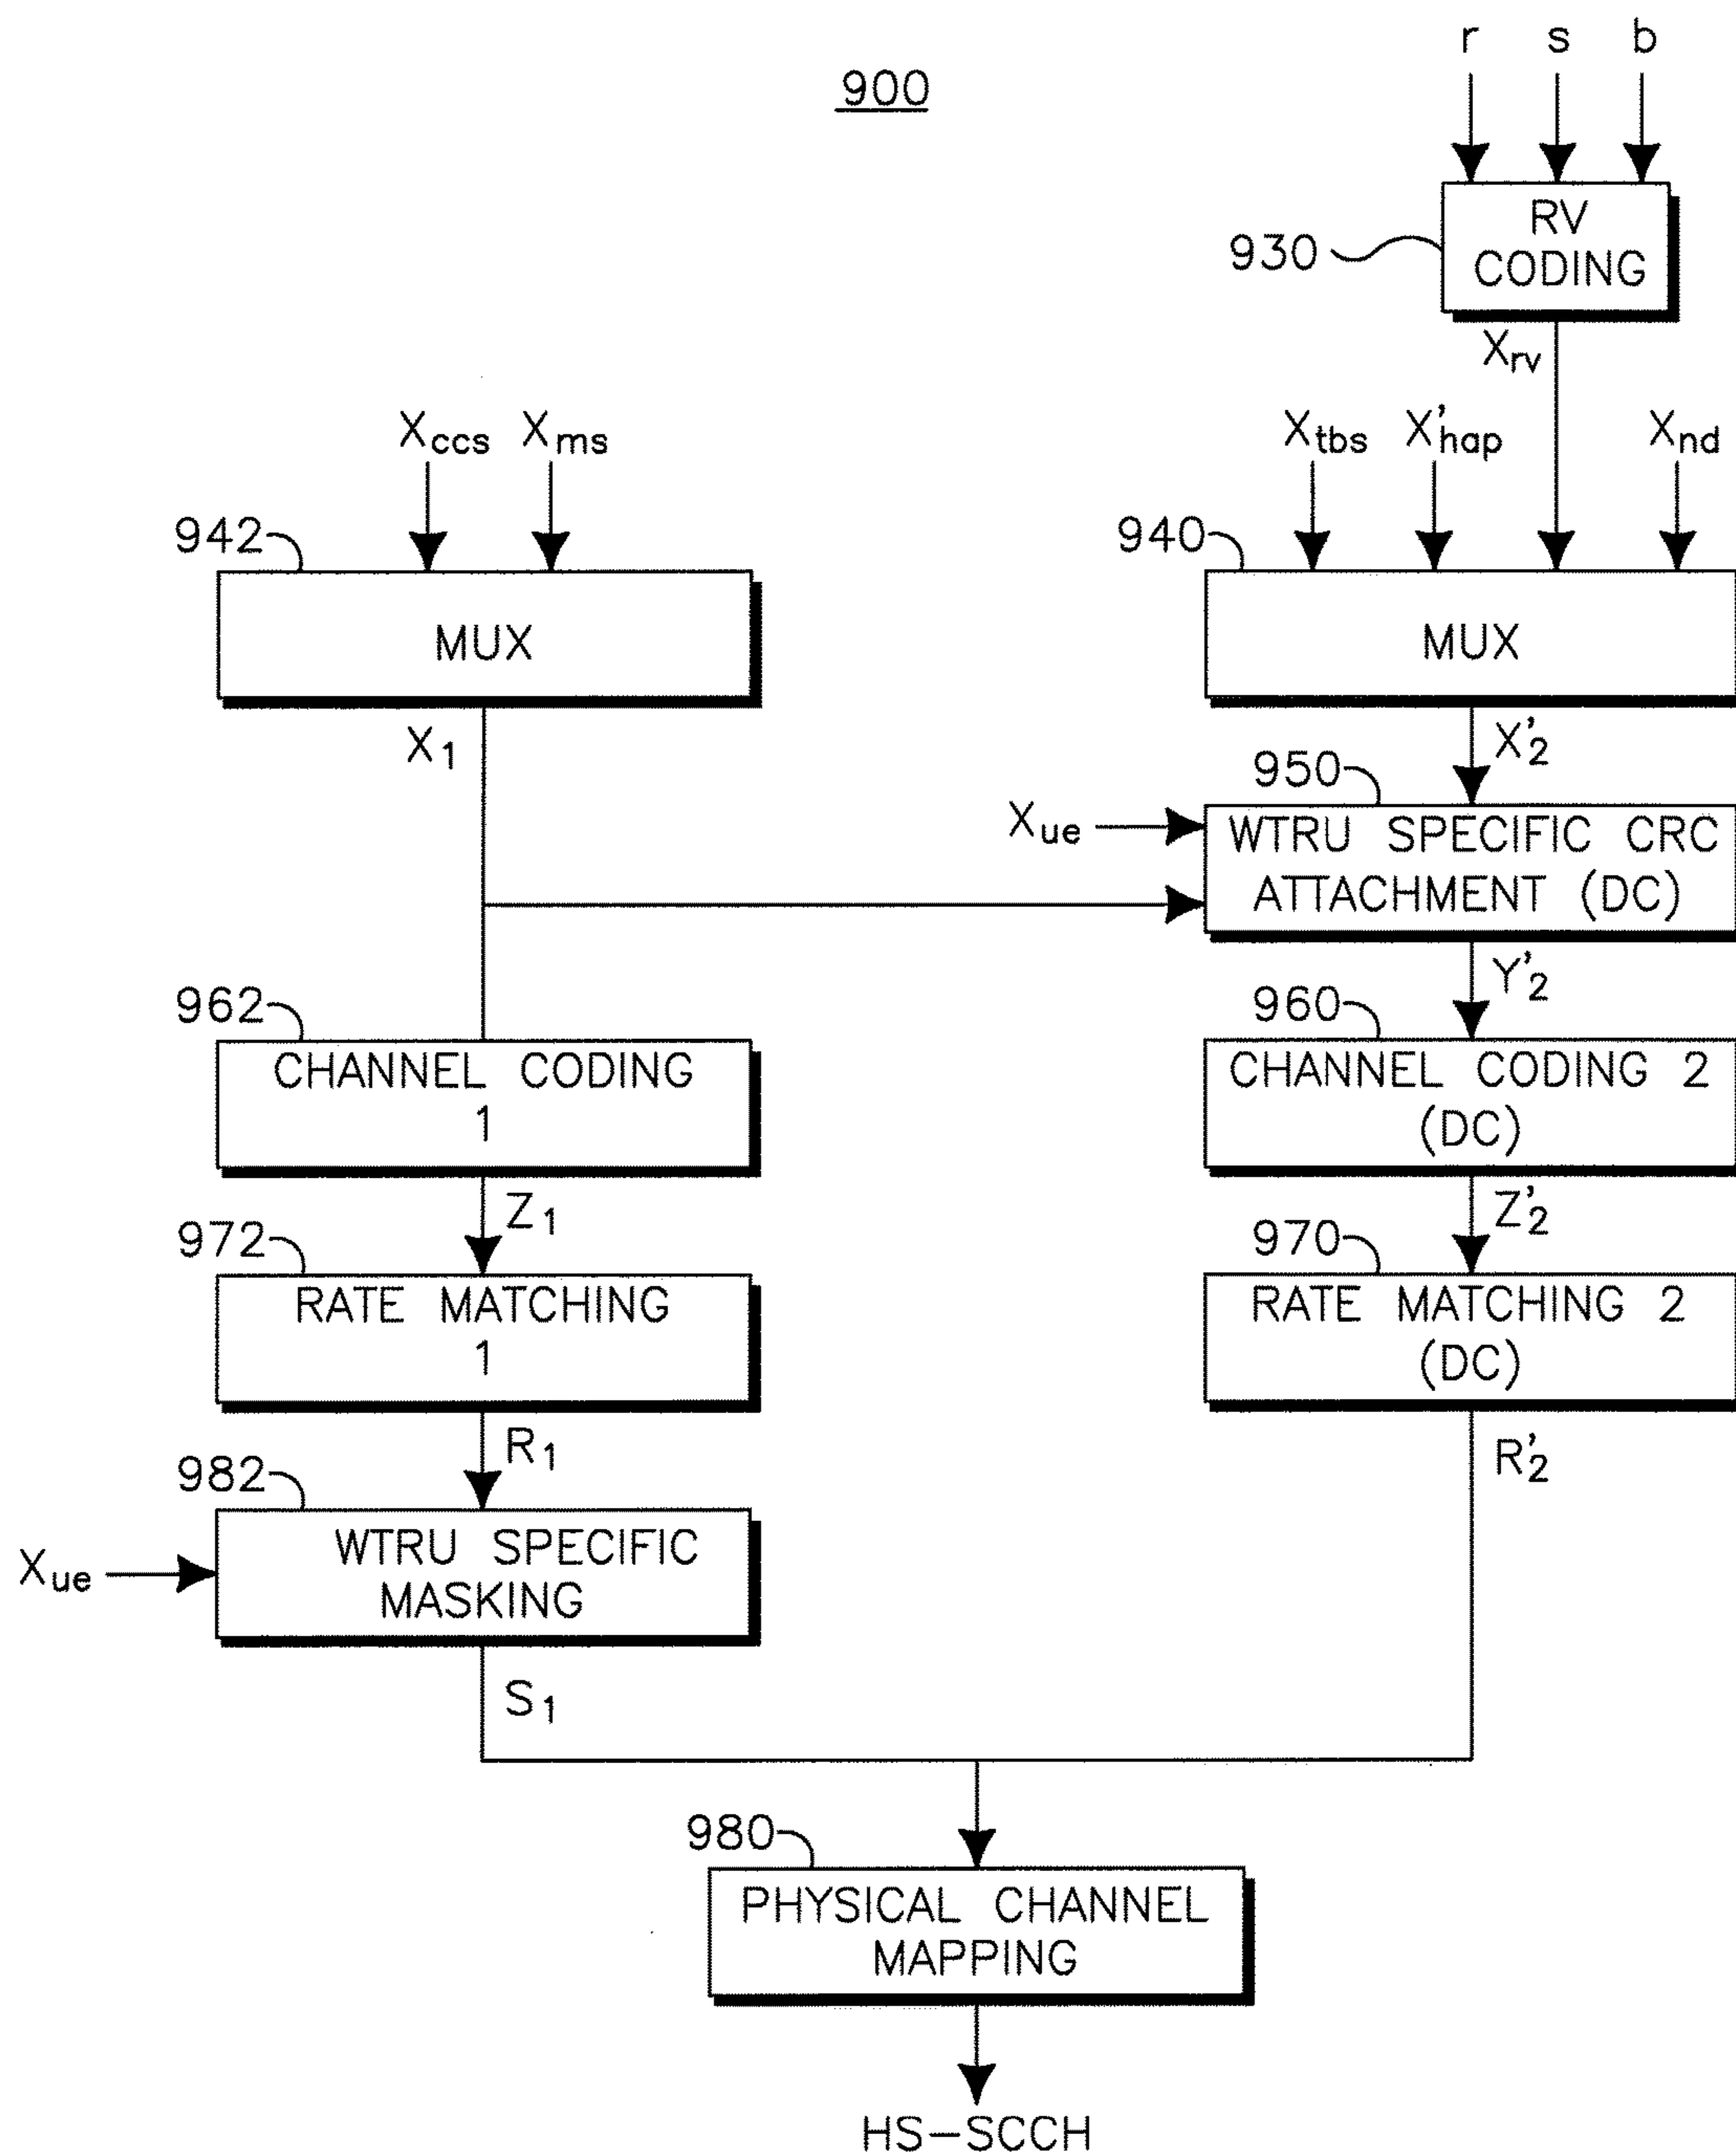 r s b
900
RV
CODING
930
Xrv
Xccs Xms
Xtbs X'hap Xnd
942
940
MUX
MUX
X1
X'2
950
Xue
WTRU SPECIFIC CRC
ATTACHMENT (DC)
Y'2
962
960
CHANNEL CODING
1
CHANNEL CODING 2
(DC)
Z1
Z'2
972
970
RATE MATCHING
1
RATE MATCHING 2
(DC)
R1
R'2
982
Xue
WTRU SPECIFIC
MASKING
S1
980
PHYSICAL CHANNEL
MAPPING
HS-SCCH